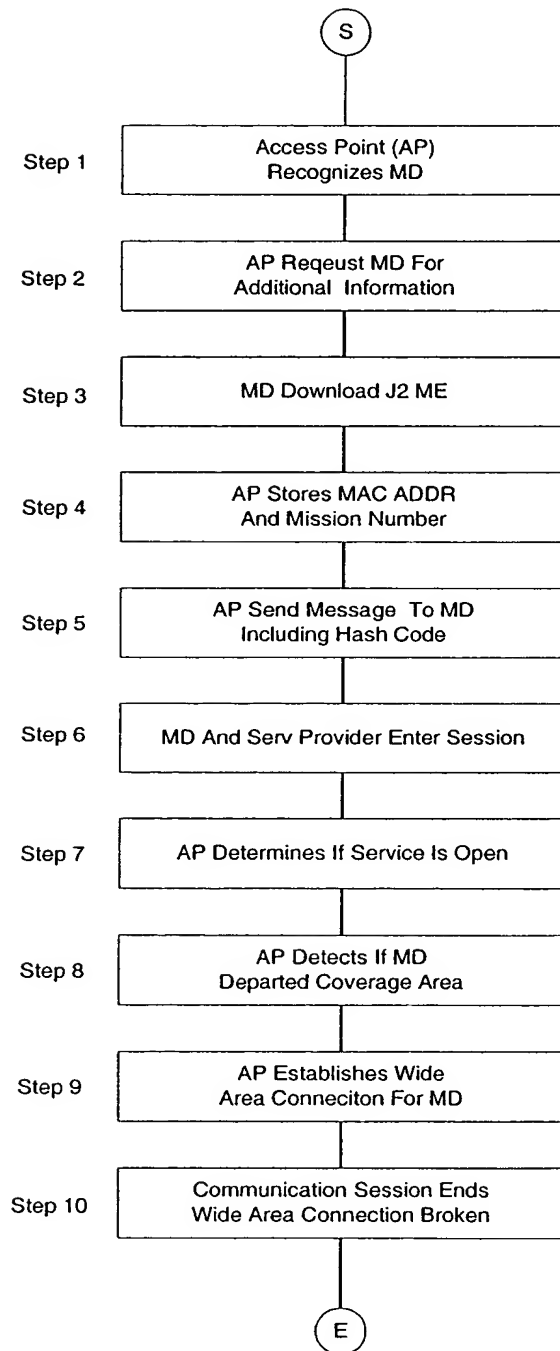 S
Step 1
Access Point (AP)
Recognizes MD
Step 2
AP Reqeust MD For
Additional Information
Step 3
MD Download J2 ME
Step 4
AP Stores MAC ADDR
And Mission Number
Step 5
AP Send Message To MD
Including Hash Code
Step 6
MD And Serv Provider Enter Session
Step 7
AP Determines If Service Is Open
Step 8
AP Detects If MD
Departed Coverage Area
Step 9
AP Establishes Wide
Area Conneciton For MD
Step 10
Communication Session Ends
Wide Area Connection Broken
E